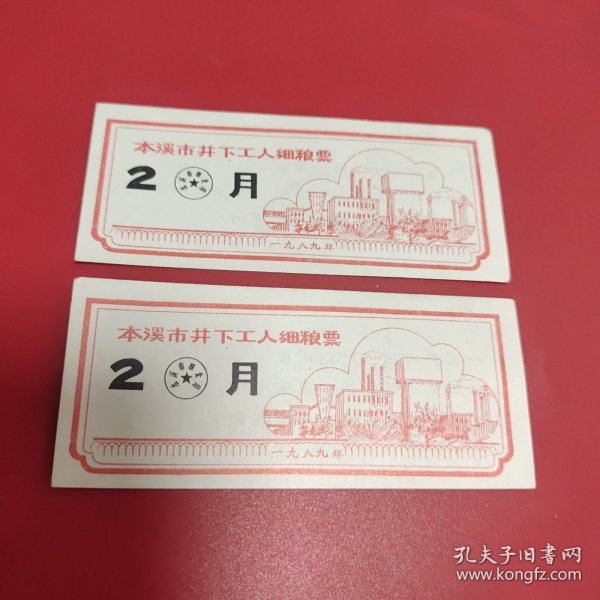 本溪市井下工人细粮票
2 月
一九八九年
本溪市井下工人细粮票
2 月
一九八九年
孔夫子旧書网
www.kongfz.com